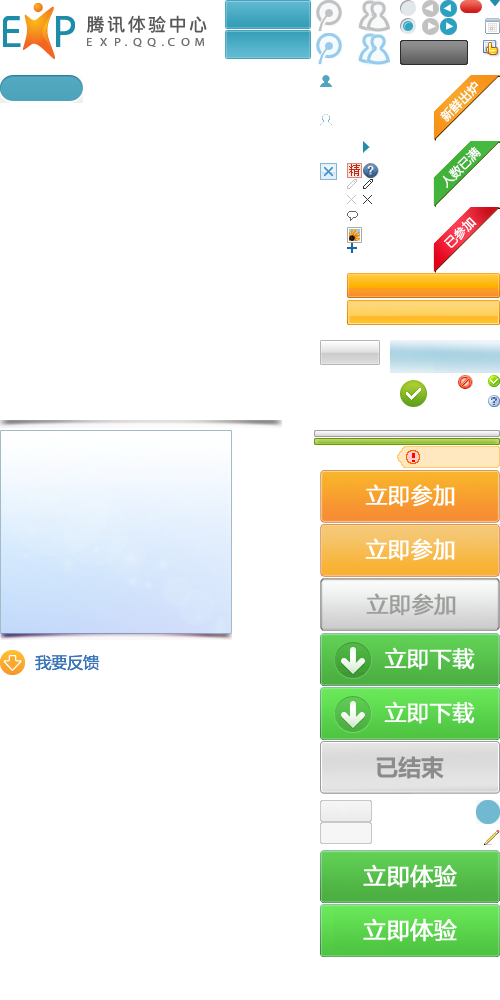 EXP 腾讯体验中心
EXP.QQ.COM
新鲜出炉
人数已满
精
?
已参加
?
立即参加
立即参加
立即参加
立即下载
我要反馈
立即下载
已结束
立即体验
立即体验